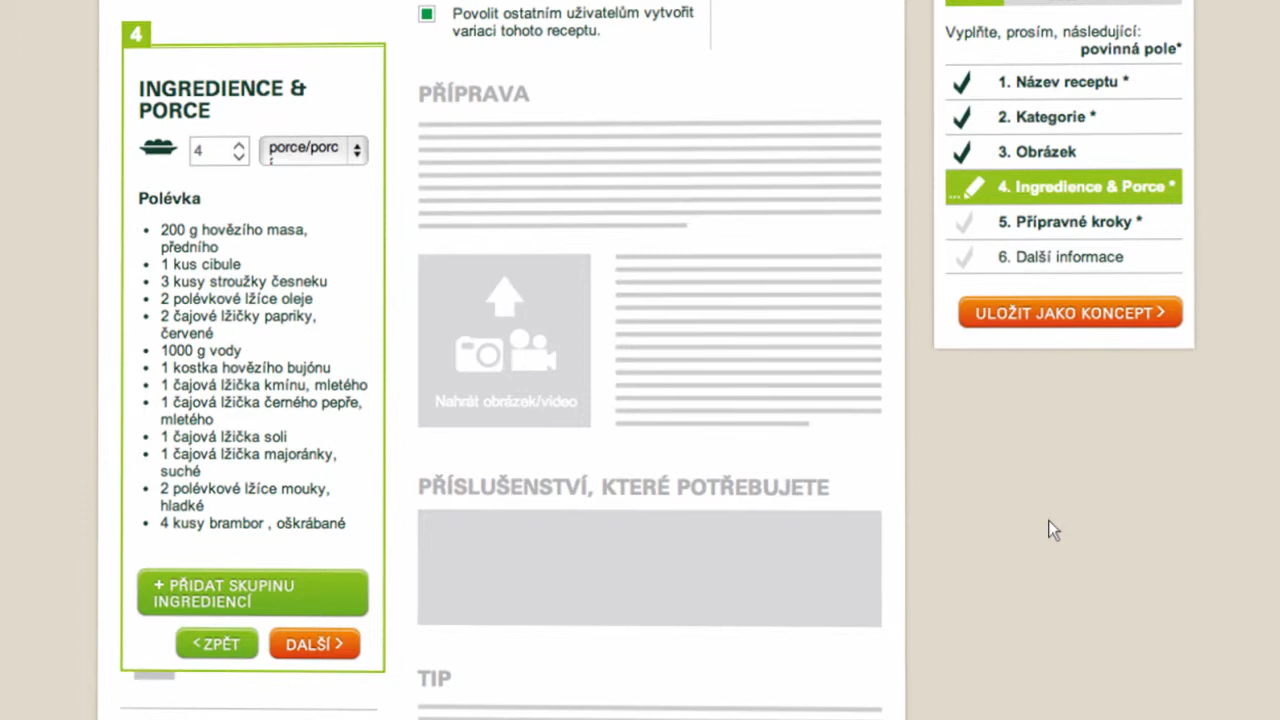 Povolit ostatním uživatelům vytvořit
variaci tohoto receptu.
4
INGREDIENCE &
PORCE
4
porce/porc
Polévka
200 g hovězího masa,
předního
1 kus cibule
3 kusy stroužky česneku
2 polévkové lžíce oleje
2 čajové lžičky papriky,
červené
1000 g vody
1 kostka hovězího bujónu
1 čajová lžička kmínu, mletého
1 čajová lžička černého pepře,
mletého
1 čajová lžička soli
1 čajová lžička majoránky,
suché
2 polévkové lžíce mouky,
hladké
4 kusy brambor , oškrábané
+ PŘIDAT SKUPINU
INGREDIENCÍ
< ZPĚT
DALŠÍ >
PŘÍPRAVA
Nahrát obrázek/video
PŘÍSLUŠENSTVÍ, KTERÉ POTŘEBUJETE
TIP
Vyplňte, prosím, následující:
povinná pole*
1. Název receptu *
2. Kategorie *
3. Obrázek
... 4. Ingredience & Porce *
5. Přípravné kroky *
6. Další informace
ULOŽIT JAKO KONCEPT >